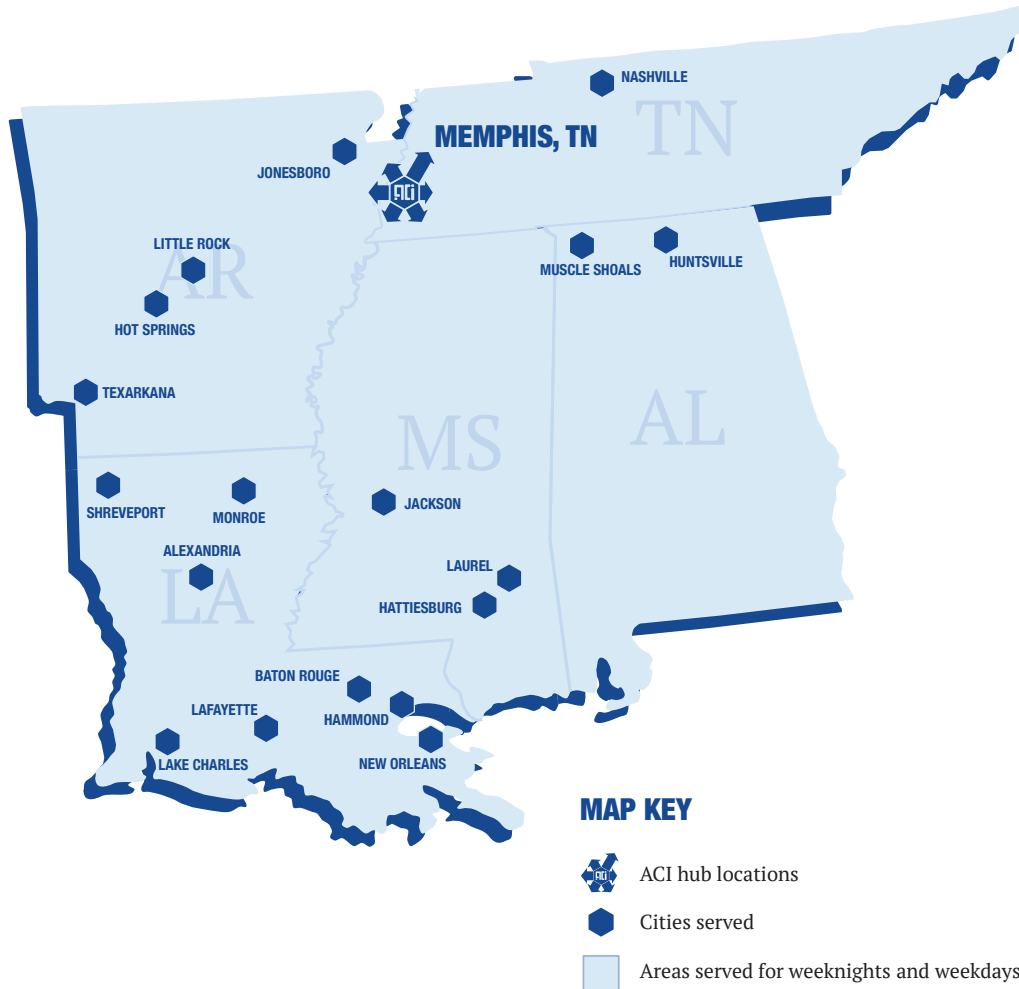 NASHVILLE
TN
MEMPHIS, TN
JONESBORO
ACi
LITTLE ROCK
AR
HOT SPRINGS
MUSCLE SHOALS
HUNTSVILLE
TEXARKANA
MS
AL
SHREVEPORT
MONROE
JACKSON
ALEXANDRIA
LA
LAUREL
HATTIESBURG
BATON ROUGE
HAMMOND
LAFAYETTE
LAKE CHARLES
NEW ORLEANS
MAP KEY
ACi
ACI hub locations
Cities served
Areas served for weeknights and weekdays